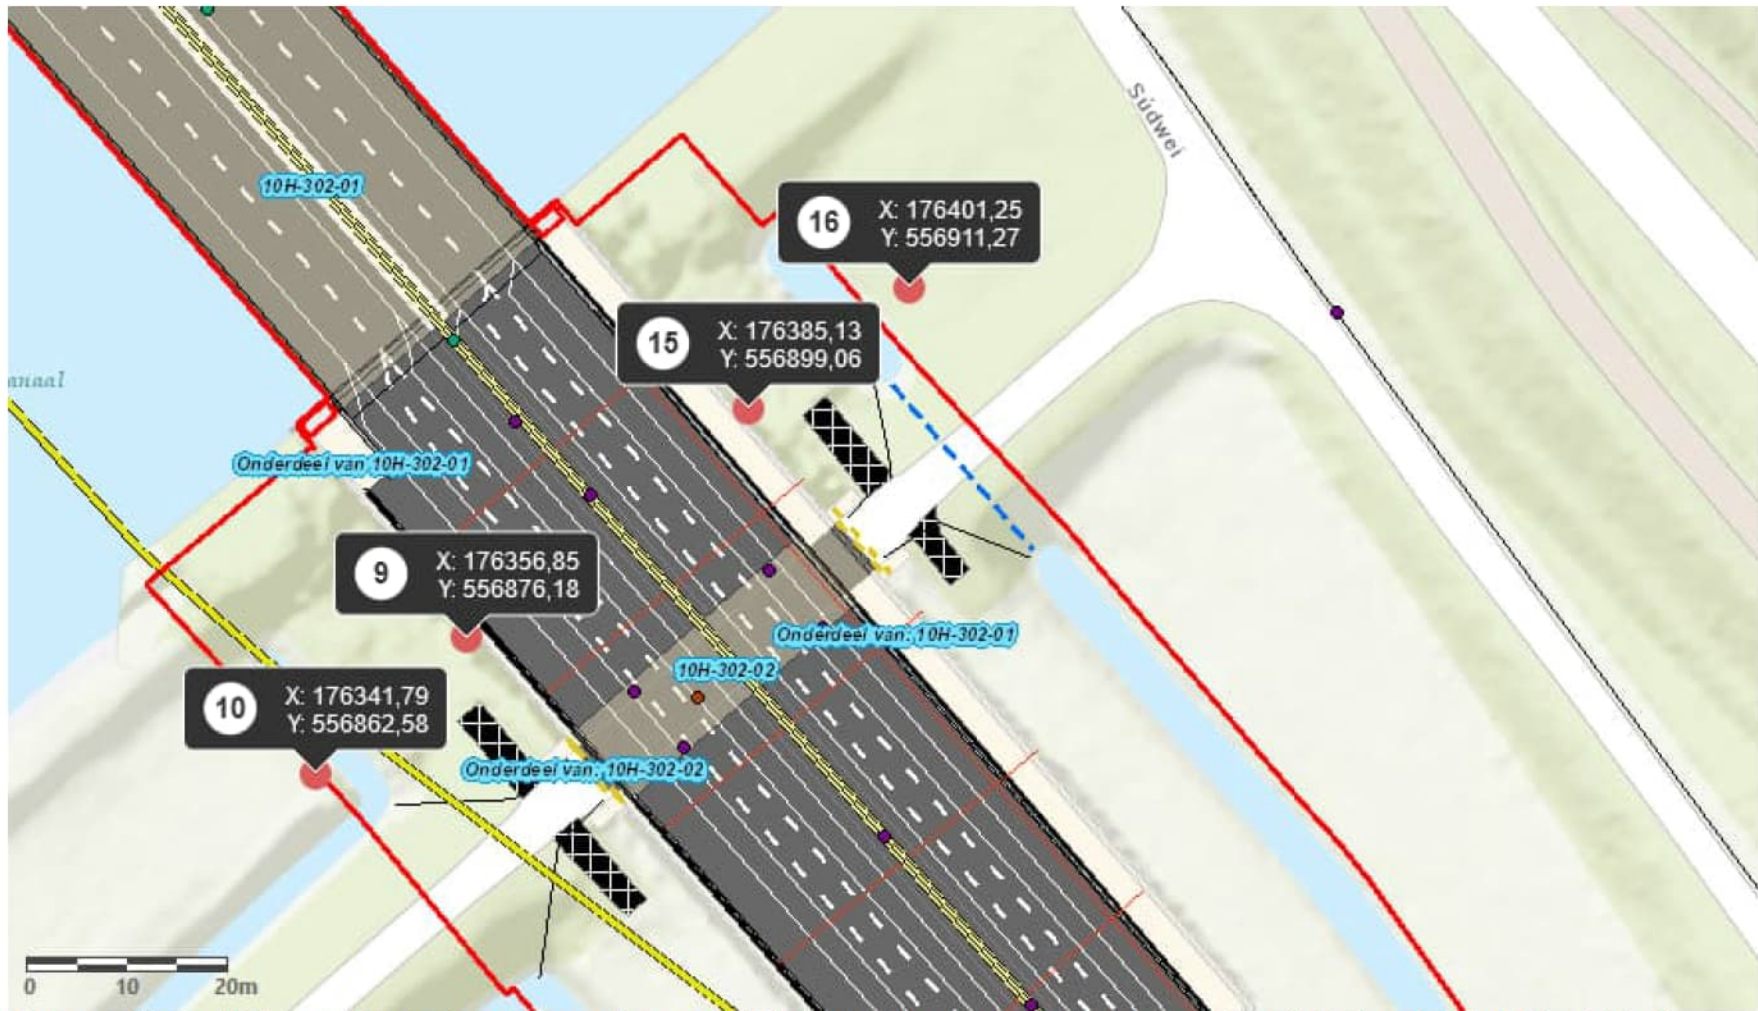 Súdwei
10H-302-01
16
X: 176401,25
Y: 556911,27
15
X: 176385,13
Y: 556899,06
anaal
Onderdeel van 10H-302-01
9
X: 176356,85
Y: 556876,18
Onderdeel van: 10H-302-01
10H-302-02
10
X: 176341,79
Y: 556862,58
Onderdeel van: 10H-302-02
0 10 20m